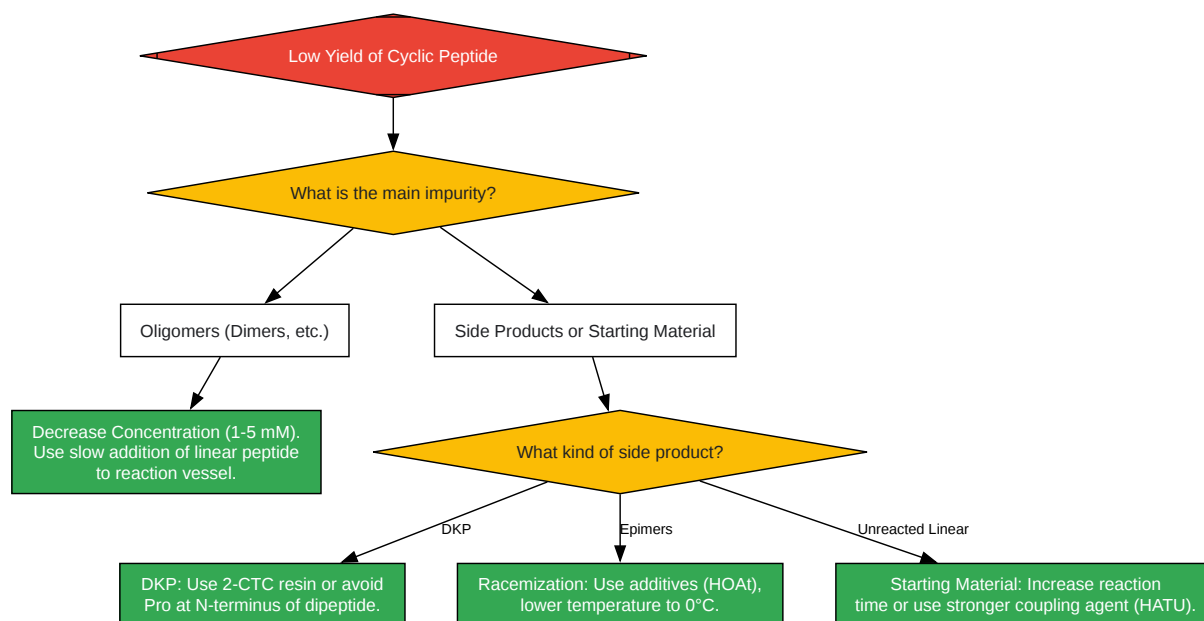 Low Yield of Cyclic Peptide
What is the main impurity?
Oligomers (Dimers, etc.)
Side Products or Starting Material
Decrease Concentration (1-5 mM).
Use slow addition of linear peptide
to reaction vessel.
What kind of side product?
DKP
Epimers
Unreacted Linear
DKP: Use 2-CTC resin or avoid
Pro at N-terminus of dipeptide.
Racemization: Use additives (HOAt),
lower temperature to 0°C.
Starting Material: Increase reaction
time or use stronger coupling agent (HATU).